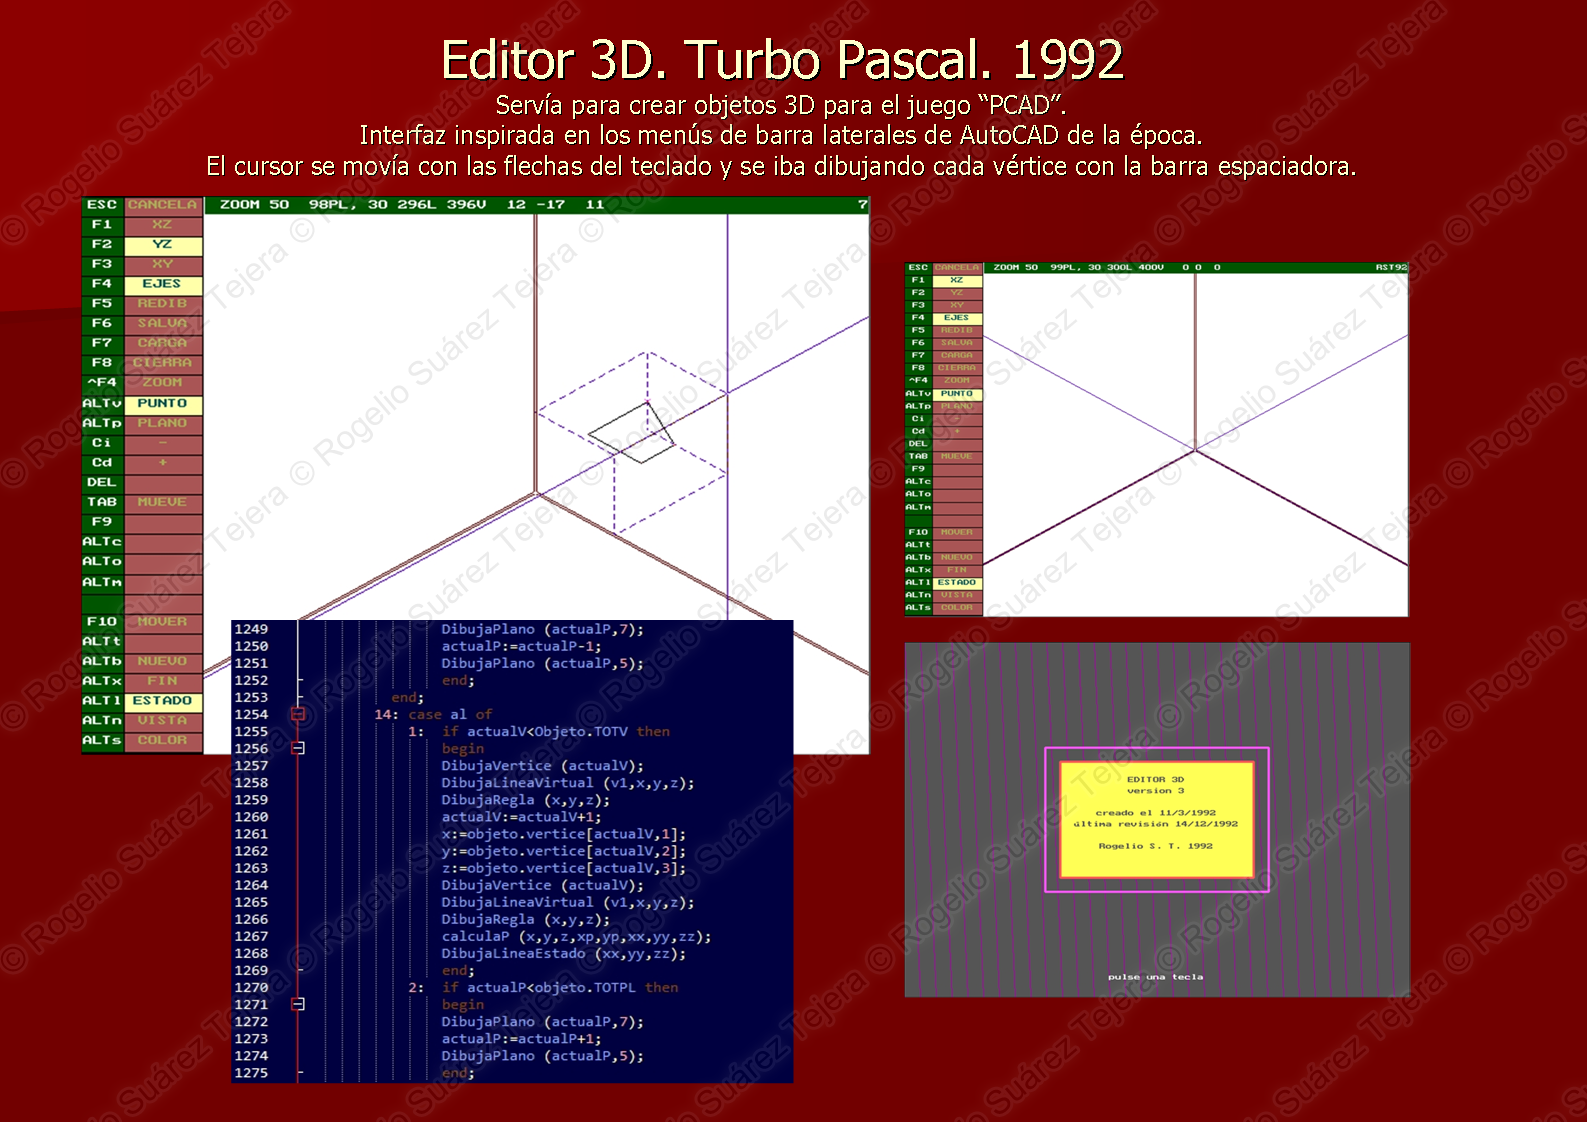 Editor 3D. Turbo Pascal. 1992
Servía para crear objetos 3D para el juego “PCAD”.
Interfaz inspirada en los menús de barra laterales de AutoCAD de la época.
El cursor se movía con las flechas del teclado y se iba dibujando cada vértice con la barra espaciadora.
ESC CANCELA ZOOM 50 98PL, 30 296L 396V 12 -17 11 7
F1 XZ
F2 YZ
F3 XY
F4 EJES
F5 REDIB
F6 SALVA
F7 CARGA
F8 CIERRA
^F4 ZOOM
ALTv PUNTO
ALTp PLANO
Ci -
Cd +
DEL
TAB MUEVE
F9
ALTc
ALTo
ALTm
F10 MOVER
ALTt
ALTb NUEVO
ALTx FIN
ALTl ESTADO
ALTn VISTA
ALTs COLOR
1249 DibujaPlano (actualP,7);
1250 actualP:=actualP-1;
1251 DibujaPlano (actualP,5);
1252 end;
1253 end;
1254 14: case al of
1255 1: if actualV<Objeto.TOTV then
1256 begin
1257 DibujaVertice (actualV);
1258 DibujaLineaVirtual (v1,x,y,z);
1259 DibujaRegla (x,y,z);
1260 actualV:=actualV+1;
1261 x:=objeto.vertice[actualV,1];
1262 y:=objeto.vertice[actualV,2];
1263 z:=objeto.vertice[actualV,3];
1264 DibujaVertice (actualV);
1265 DibujaLineaVirtual (v1,x,y,z);
1266 DibujaRegla (x,y,z);
1267 calculaP (x,y,z,xp,yp,xx,yy,zz);
1268 DibujaLineaEstado (xx,yy,zz);
1269 end;
1270 2: if actualP<objeto.TOTPL then
1271 begin
1272 DibujaPlano (actualP,7);
1273 actualP:=actualP+1;
1274 DibujaPlano (actualP,5);
1275 end;
ESC CANCELA ZOOM 50 99PL, 30 300L 400V 0 0 0 RST92
F1 XZ
F2 YZ
F3 XY
F4 EJES
F5 REDIB
F6 SALVA
F7 CARGA
F8 CIERRA
^F4 ZOOM
ALTv PUNTO
ALTp PLANO
Ci
Cd +
DEL
TAB MUEVE
F9
ALTc
ALTo
ALTm
F10 MOVER
ALTt
ALTb NUEVO
ALTx FIN
ALTl ESTADO
ALTn VISTA
ALTs COLOR
EDITOR 3D
version 3
creado el 11/3/1992
última revisión 14/12/1992
Rogelio S. T. 1992
pulse una tecla
© Rogelio Suárez Tejera